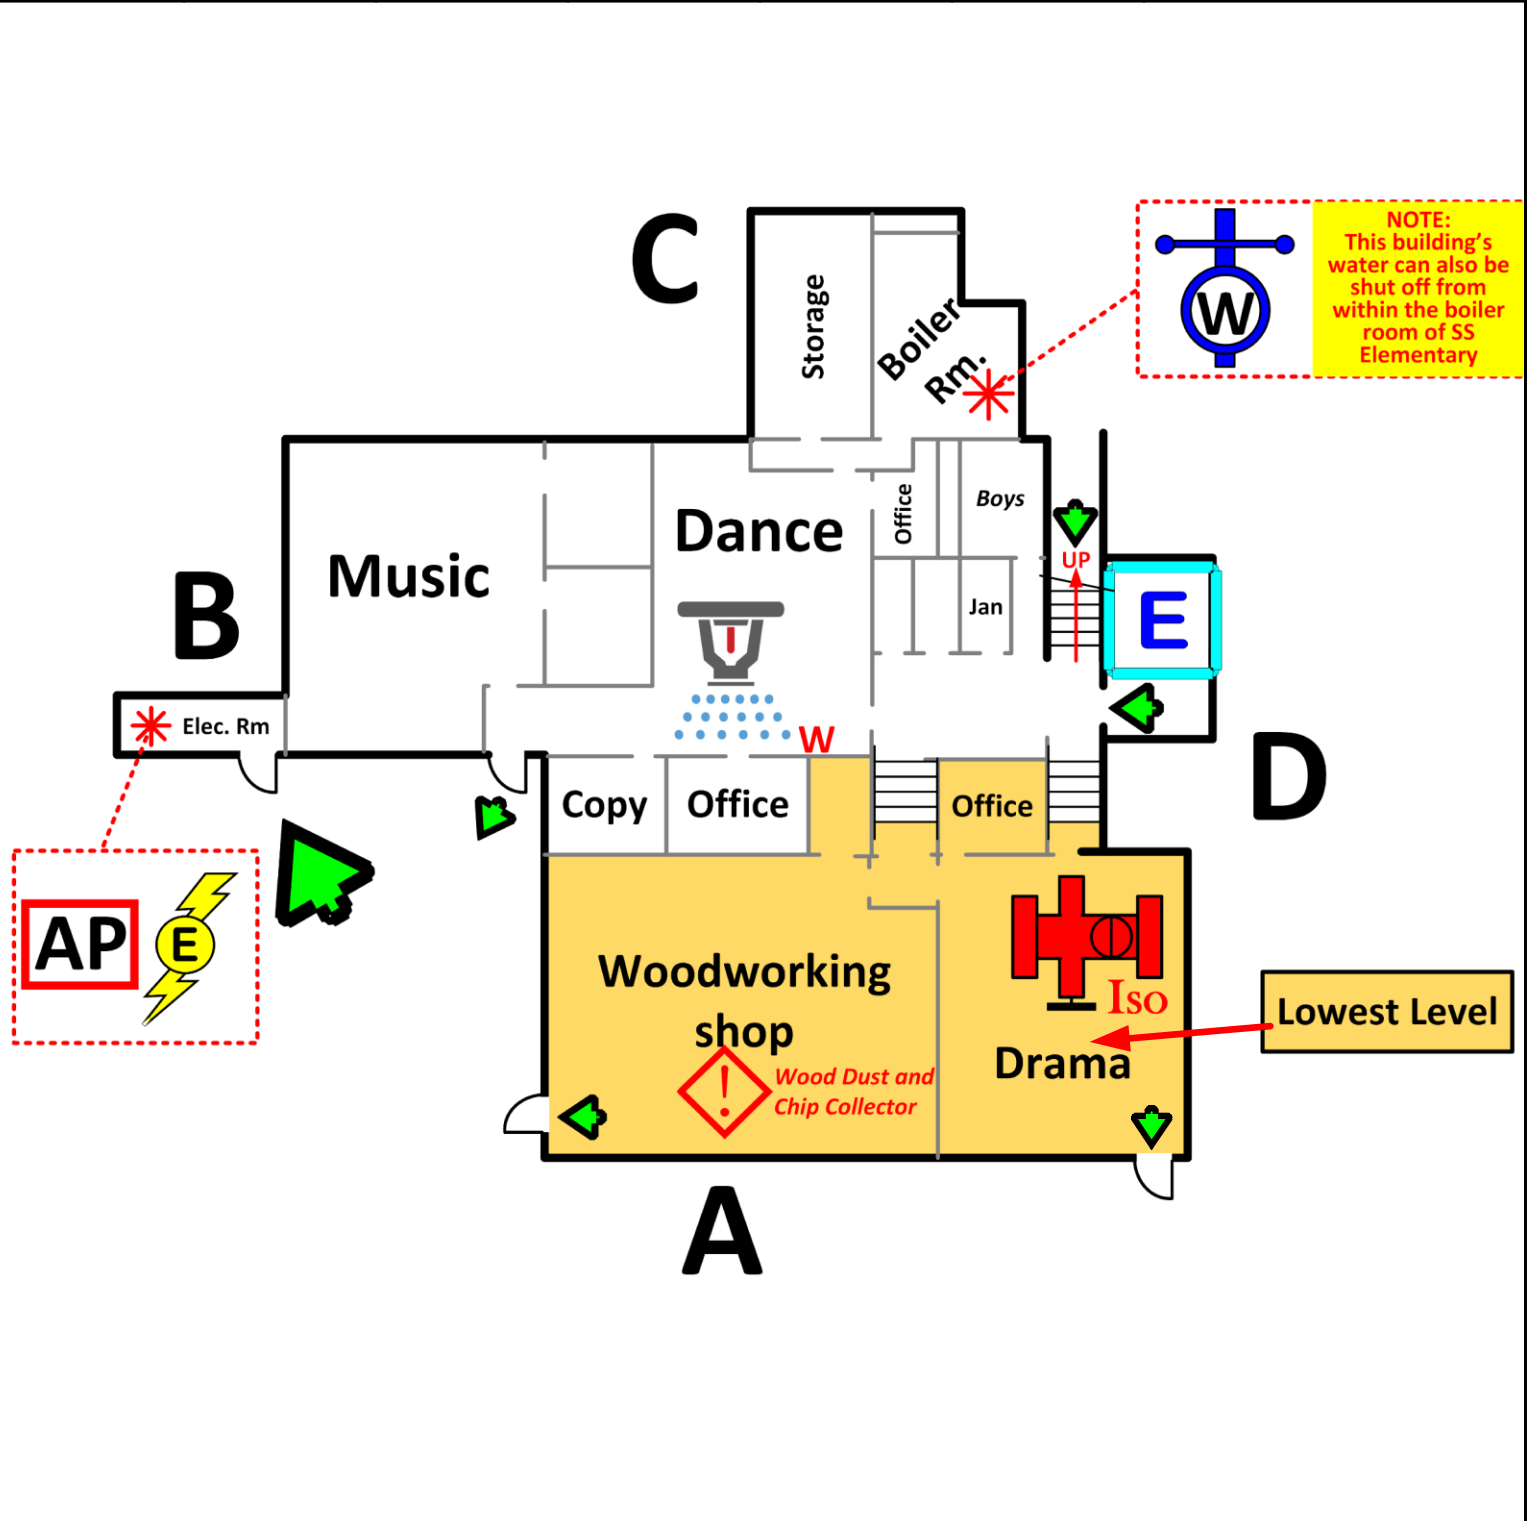 C
NOTE:
This building's
water can also be
shut off from
within the boiler
room of SS
Elementary
W
Storage
Boiler
Rm.
Office
Boys
Dance
Music
UP
Jan
E
B
Elec. Rm
W
D
Copy
Office
Office
AP
E
Woodworking
shop
Iso
Lowest Level
Drama
!
Wood Dust and
Chip Collector
A